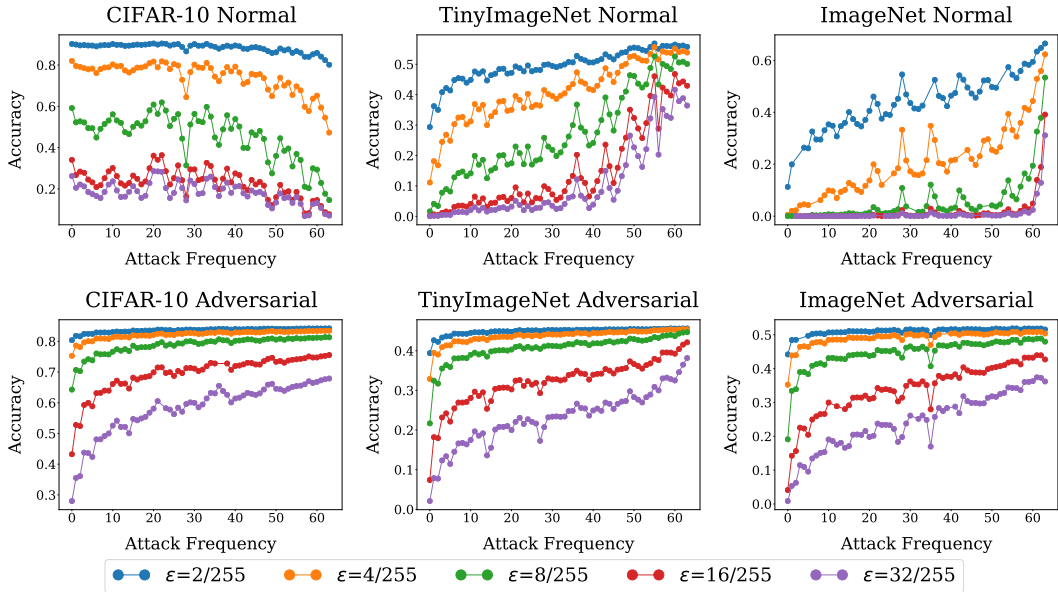 CIFAR-10 Normal
TinyImageNet Normal
ImageNet Normal
Accuracy
0.8
0.6
0.4
0.2
0 10 20 30 40 50 60
Attack Frequency
Accuracy
0.5
0.4
0.3
0.2
0.1
0.0
0 10 20 30 40 50 60
Attack Frequency
Accuracy
0.6
0.4
0.2
0.0
0 10 20 30 40 50 60
Attack Frequency
CIFAR-10 Adversarial
TinyImageNet Adversarial
ImageNet Adversarial
Accuracy
0.8
0.7
0.6
0.5
0.4
0.3
0 10 20 30 40 50 60
Attack Frequency
Accuracy
0.4
0.3
0.2
0.1
0.0
0 10 20 30 40 50 60
Attack Frequency
Accuracy
0.5
0.4
0.3
0.2
0.1
0.0
0 10 20 30 40 50 60
Attack Frequency
ε=2/255 ε=4/255 ε=8/255 ε=16/255 ε=32/255